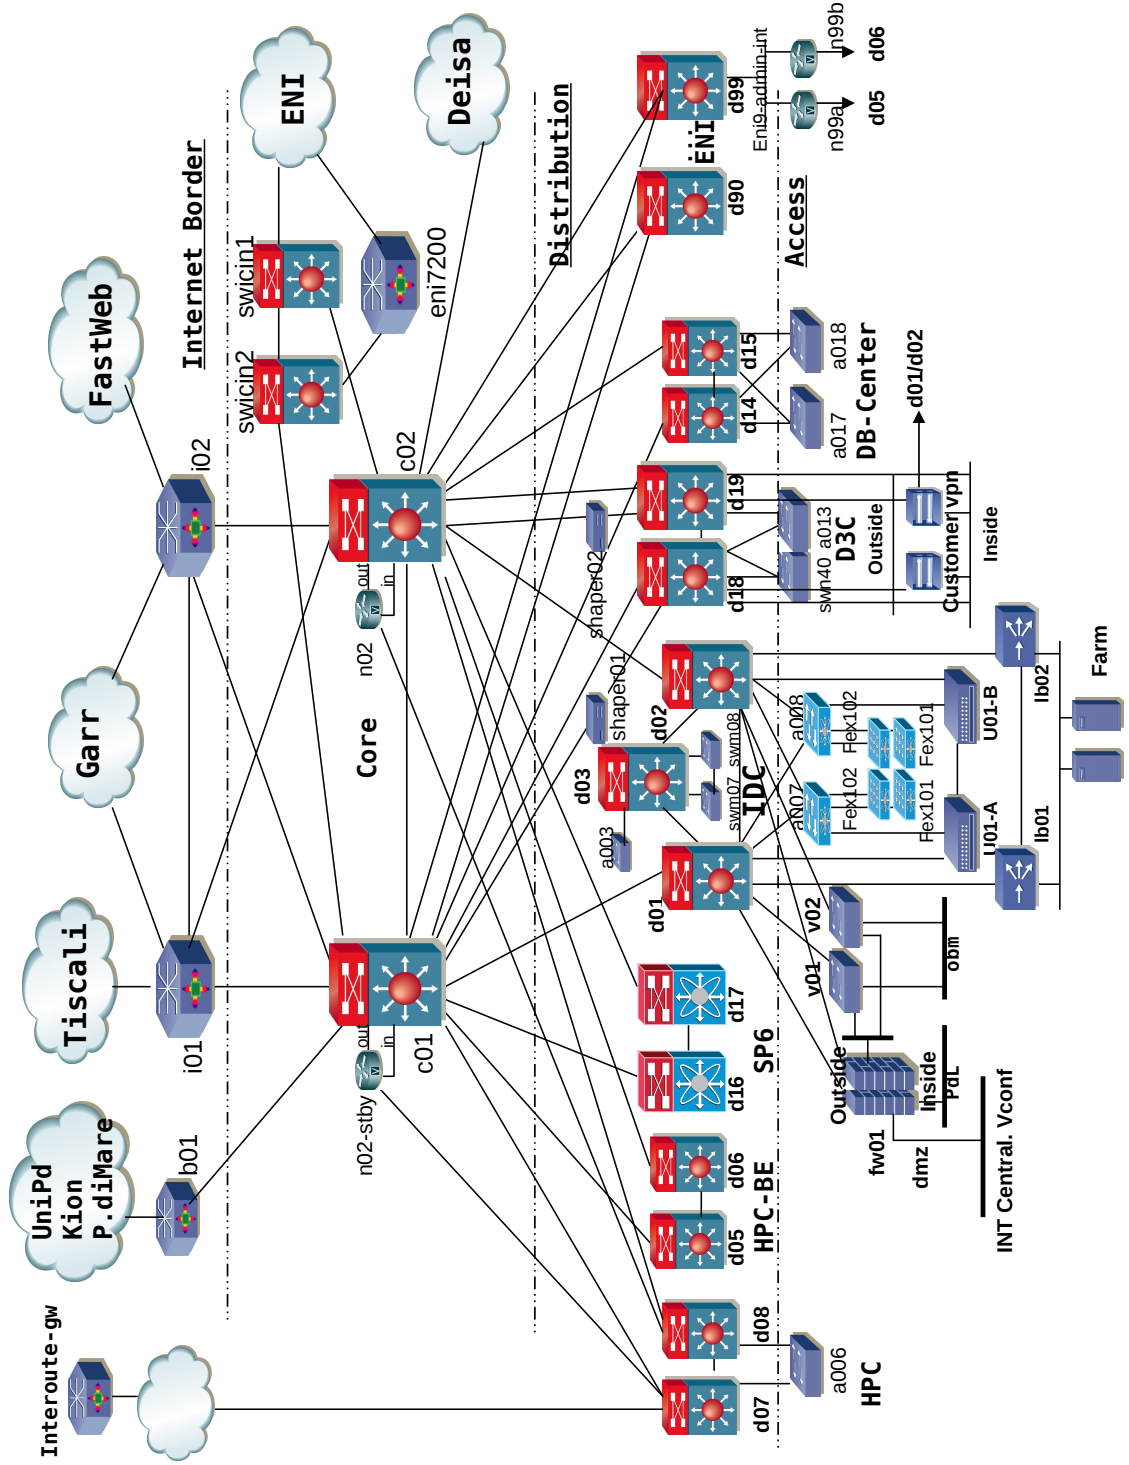 Interoute-gw
UniPd
Kion
P.diMare
Tiscali
Garr
FastWeb
ENI
Deisa
b01
i01
i02
Internet Border
swicin2
swicin1
eni7200
n02-stby
out
in
c01
Core
n02
out
in
c02
Distribution
d07
d08
HPC
a006
d05
d06
HPC-BE
d16
d17
SP6
d01
a003
d03
d02
shaper01
shaper02
swm07
swm08
IDC
d18
d19
swn40
a013
D3C
d14
d15
a017
a018
DB-Center
d90
d99
ENI
Eni9-admin-int
n99a
n99b
d05
d06
Access
a007
a008
Fex102
Fex102
Fex101
Fex101
U01-A
U01-B
lb01
lb02
Farm
v01
v02
obm
Outside
Inside
PdL
fw01
dmz
INT Central. Vconf
Outside
Customer vpn
Inside
d01/d02